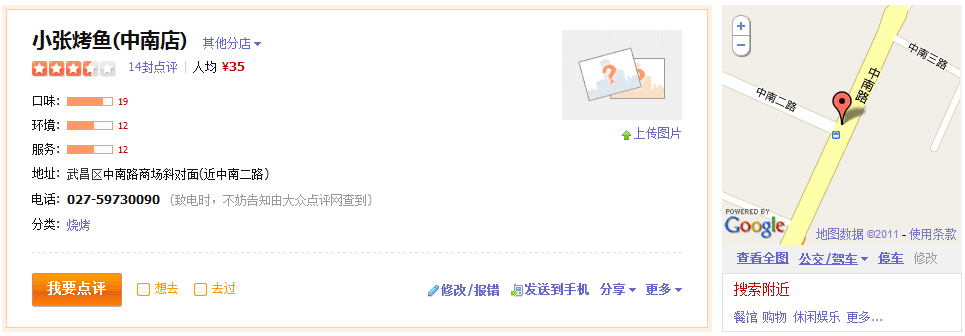 小张烤鱼(中南店) 其他分店
14封点评 人均 ¥35
口味: 19
环境: 12
服务: 12
地址: 武昌区中南路商场斜对面(近中南二路)
电话: 027-59730090 (致电时，不妨告知由大众点评网查到)
分类: 烧烤
上传图片
我要点评 想去 去过
修改/报错 发送到手机 分享 更多
+
−
中南三路
中南路
中南二路
POWERED BY
Google
地图数据 ©2011 - 使用条款
查看全图 公交/驾车 停车 修改
搜索附近
餐馆 购物 休闲娱乐 更多...